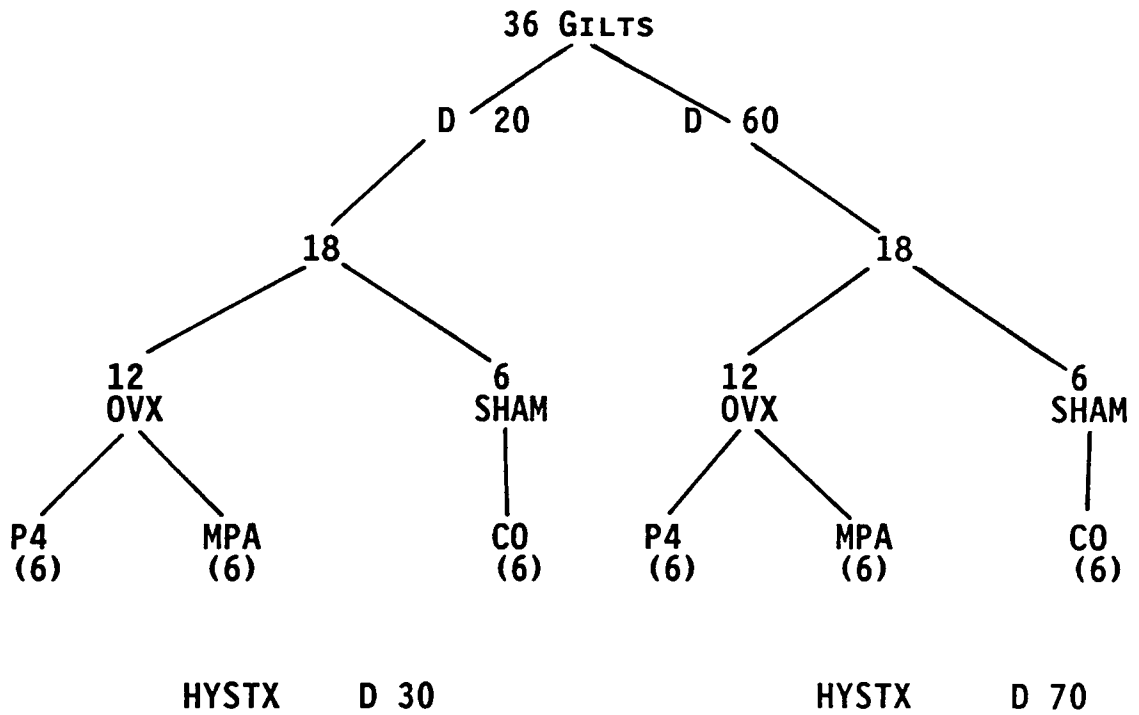 36 GILTS
D 20 D 60
18 18
12 6 12 6
OVX SHAM OVX SHAM
P4 MPA CO P4 MPA CO
(6) (6) (6) (6) (6) (6)
HYSTX D 30 HYSTX D 70